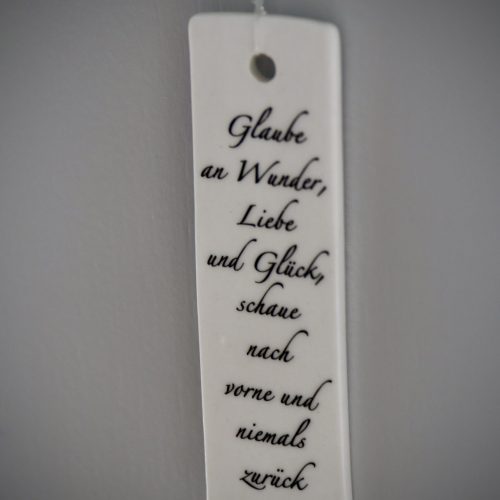 Glaube
an Wunder,
Liebe
und Glück,
schaue
nach
vorne und
niemals
zurück